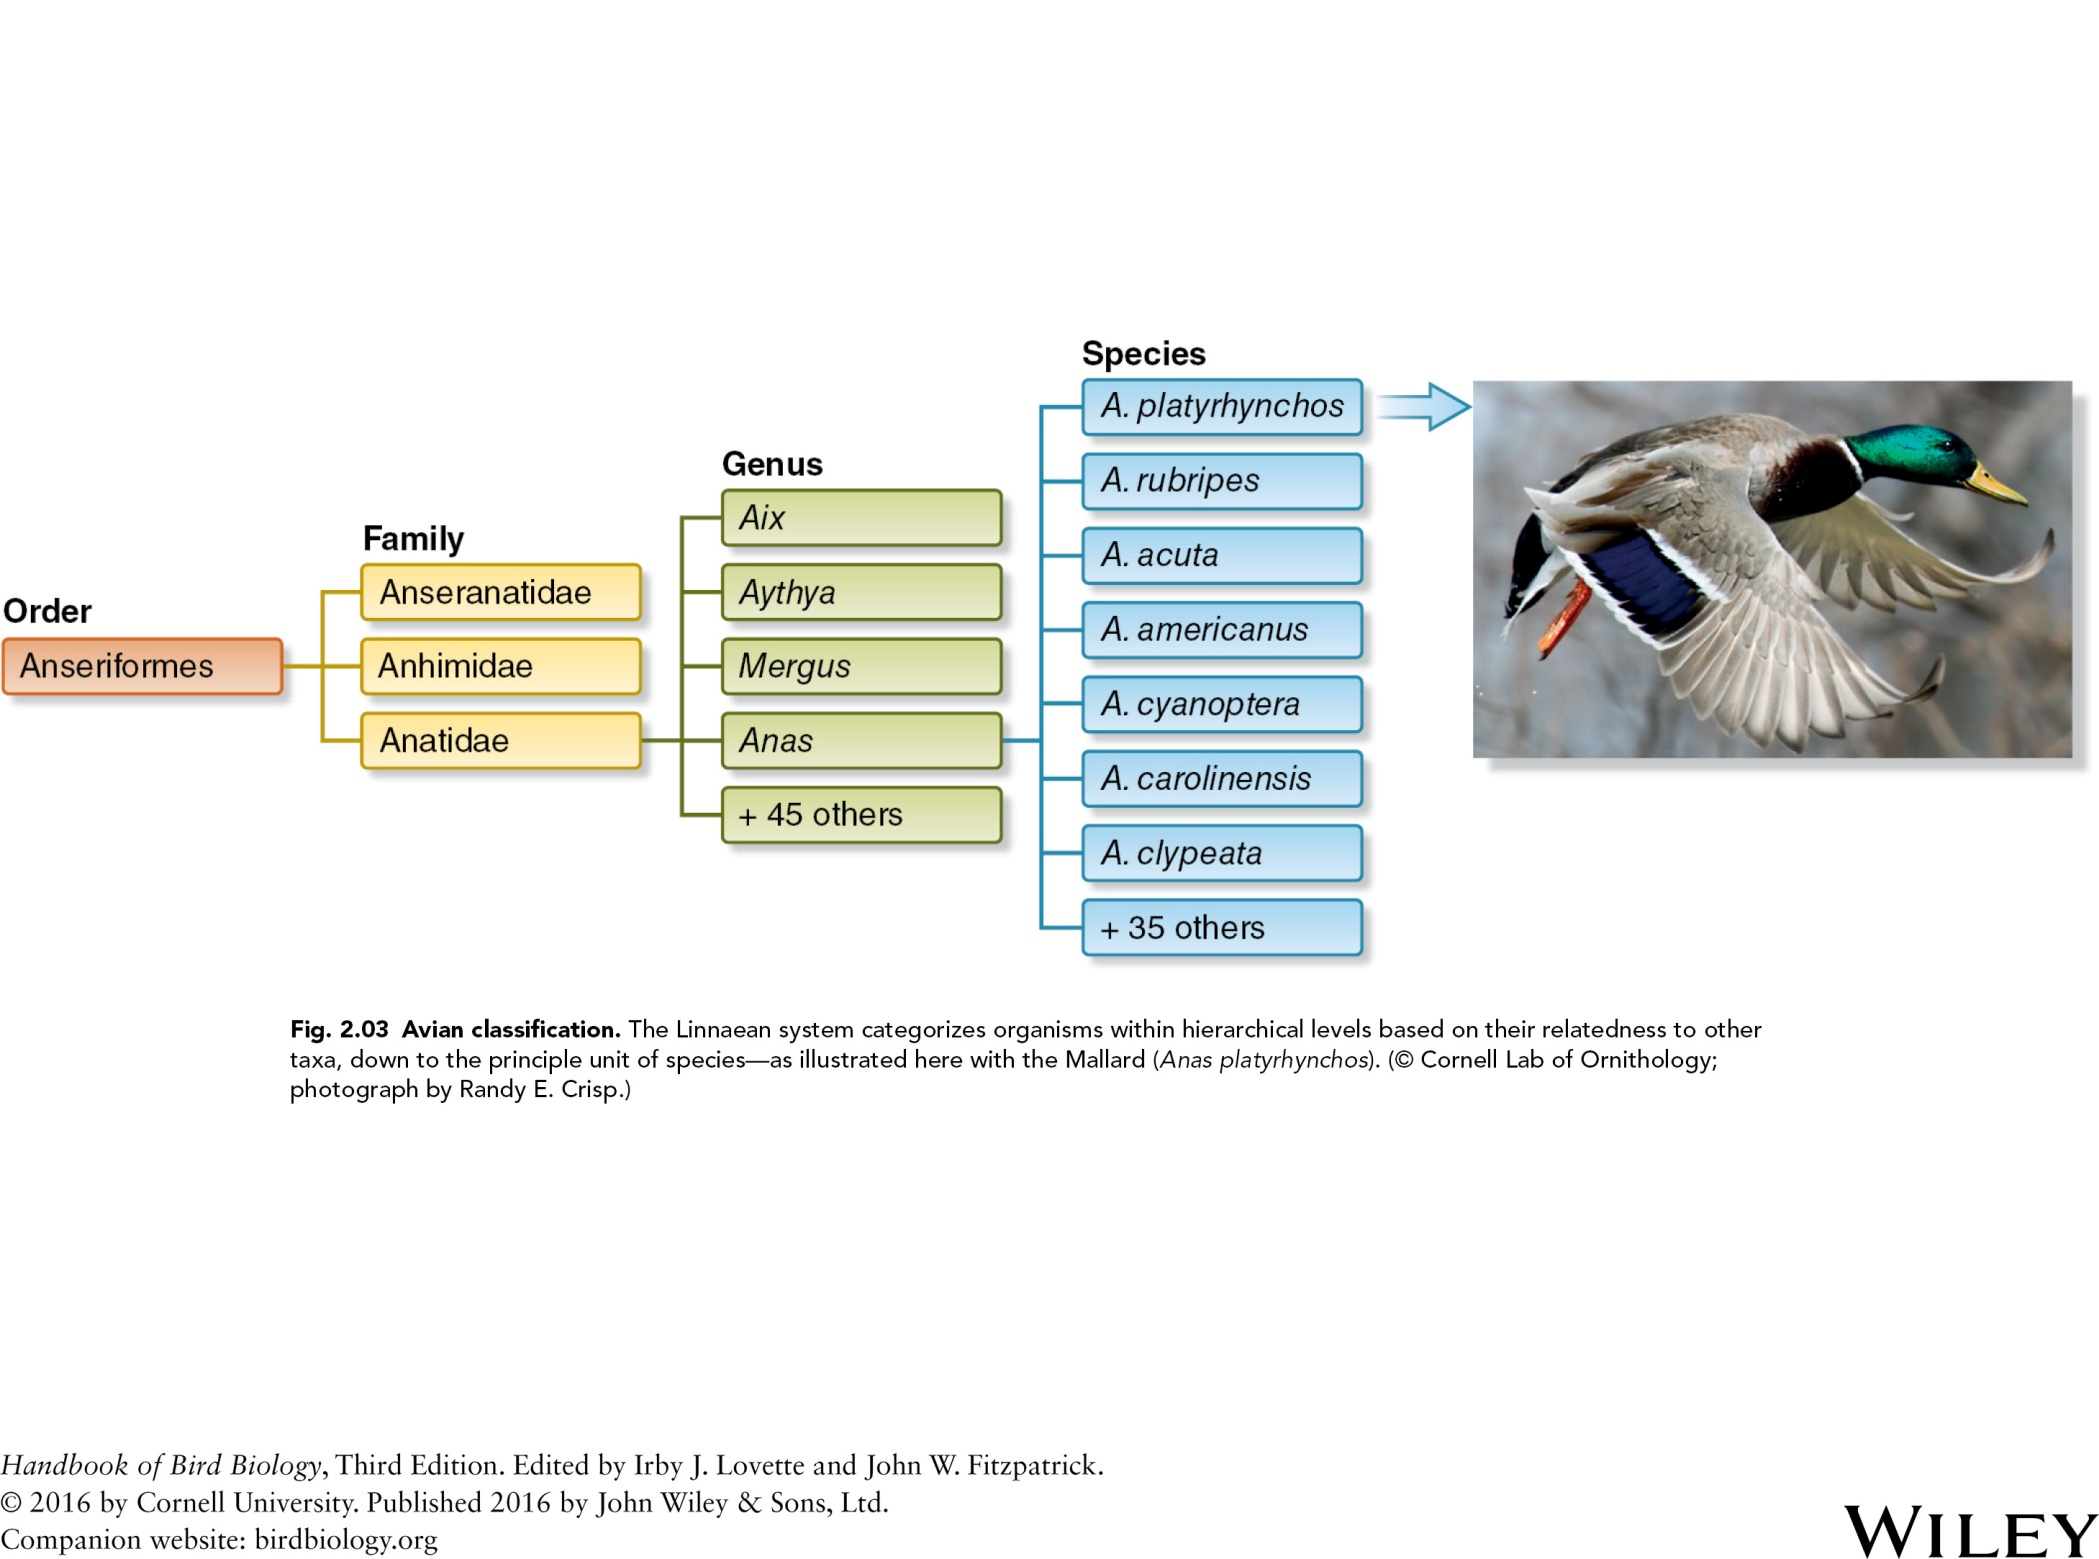 Order
Anseriformes
Family
Anseranatidae
Anhimidae
Anatidae
Genus
Aix
Aythya
Mergus
Anas
+ 45 others
Species
A. platyrhynchos
A. rubripes
A. acuta
A. americanus
A. cyanoptera
A. carolinensis
A. clypeata
+ 35 others
Fig. 2.03 Avian classification. The Linnaean system categorizes organisms within hierarchical levels based on their relatedness to other
taxa, down to the principle unit of species—as illustrated here with the Mallard (Anas platyrhynchos). (© Cornell Lab of Ornithology;
photograph by Randy E. Crisp.)
Handbook of Bird Biology, Third Edition. Edited by Irby J. Lovette and John W. Fitzpatrick.
© 2016 by Cornell University. Published 2016 by John Wiley & Sons, Ltd.
Companion website: birdbiology.org
WILEY